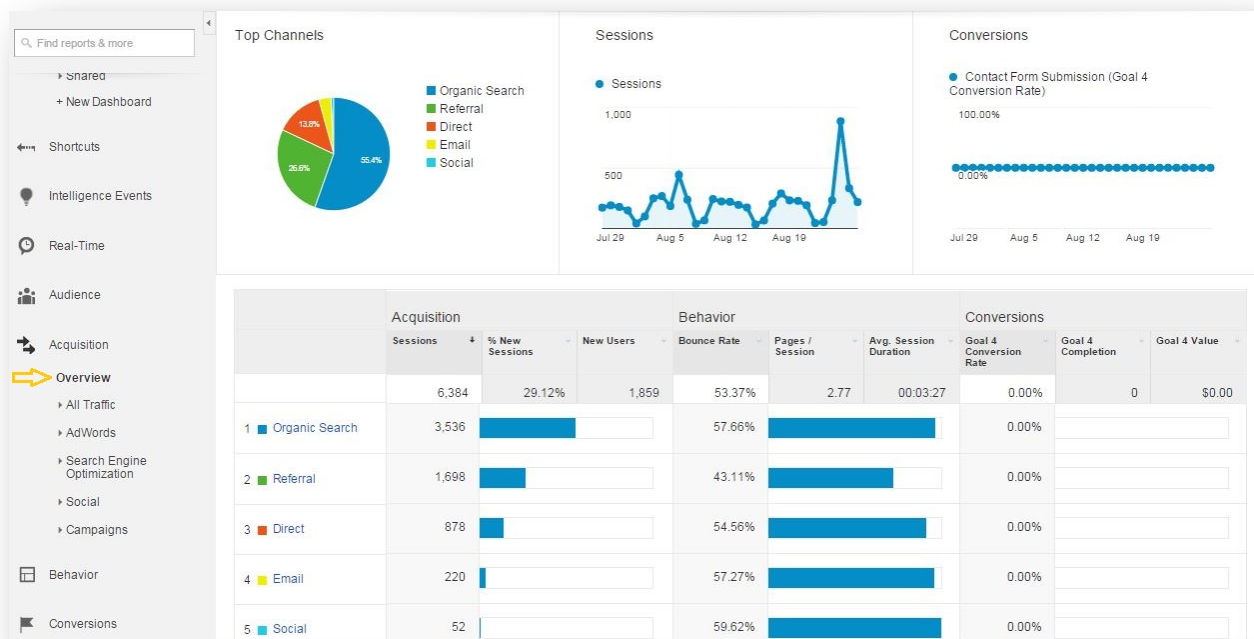 Find reports & more
Shared
+ New Dashboard
Shortcuts
Intelligence Events
Real-Time
Audience
Acquisition
Overview
All Traffic
AdWords
Search Engine
Optimization
Social
Campaigns
Behavior
Conversions
Top Channels
55.4%
26.6%
13.8%
Organic Search
Referral
Direct
Email
Social
Sessions
Sessions
1,000
500
Jul 29 Aug 5 Aug 12 Aug 19
Conversions
Contact Form Submission (Goal 4
Conversion Rate)
100.00%
0.00%
Jul 29 Aug 5 Aug 12 Aug 19
Acquisition Behavior Conversions
Sessions % New Sessions New Users Bounce Rate Pages / Session Avg. Session Duration Goal 4 Conversion Rate Goal 4 Completion Goal 4 Value
6,384 29.12% 1,859 53.37% 2.77 00:03:27 0.00% 0 $0.00
1 Organic Search 3,536 57.66% 0.00%
2 Referral 1,698 43.11% 0.00%
3 Direct 878 54.56% 0.00%
4 Email 220 57.27% 0.00%
5 Social 52 59.62% 0.00%